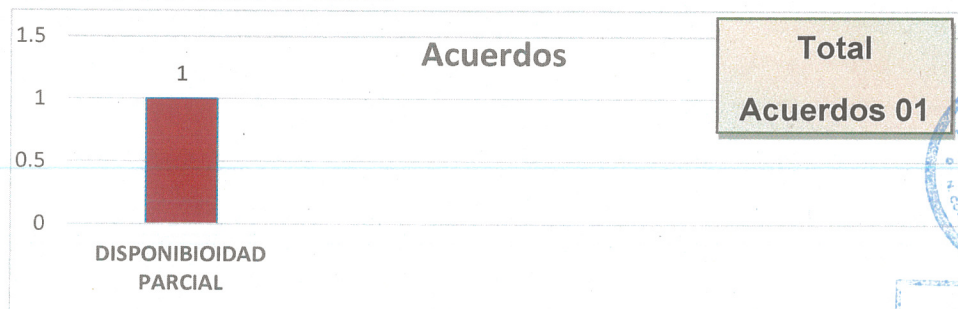 Acuerdos
Total
Acuerdos 01
1.5
1
0.5
0
1
DISPONIBIOIDAD
PARCIAL